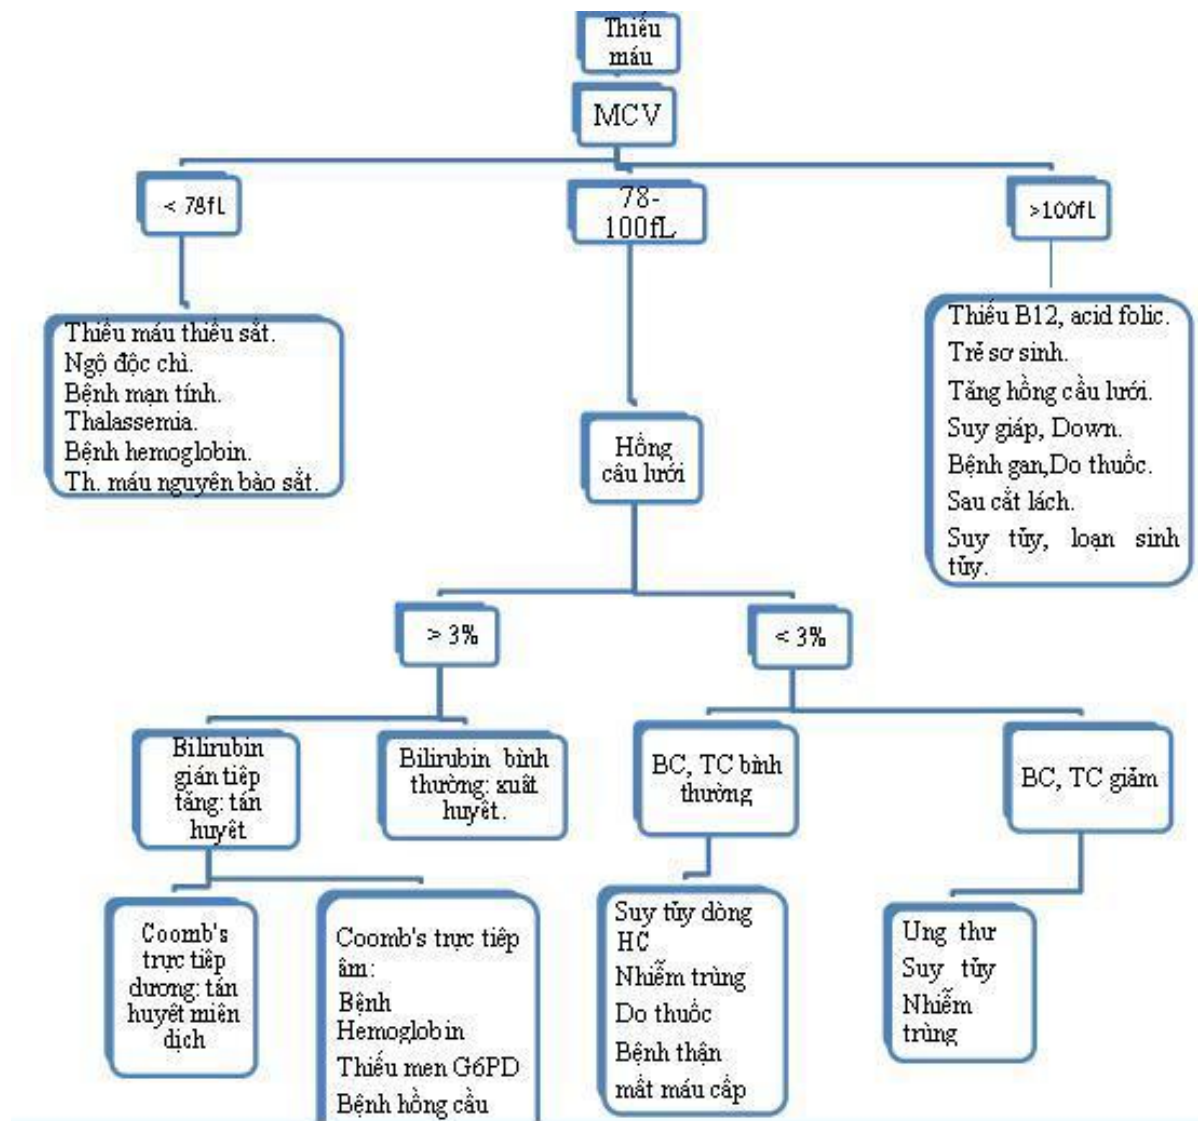 Thiếu
máu
MCV
< 78fL
78-
100fL
>100fL
Thiếu máu thiếu sắt.
Ngộ độc chì.
Bệnh mạn tính.
Thalassemia.
Bệnh hemoglobin.
Th. máu nguyên bào sắt.
Thiếu B12, acid folic.
Trẻ sơ sinh.
Tăng hồng cầu lưới.
Suy giáp, Down.
Bệnh gan,Do thuốc.
Sau cắt lách.
Suy tủy, loạn sinh
tủy.
Hồng
cầu lưới
> 3%
< 3%
Bilirubin
gián tiếp
tăng: tán
huyết
Bilirubin bình
thường: xuất
huyết.
BC, TC bình
thường
BC, TC giảm
Coomb's
trực tiếp
dương: tán
huyết miễn
dịch
Coomb's trực tiếp
âm:
Bệnh
Hemoglobin
Thiếu men G6PD
Bệnh hồng cầu
Suy tủy dòng
HC
Nhiễm trùng
Do thuốc
Bệnh thận
mất máu cấp
Ung thư
Suy tủy
Nhiễm
trùng